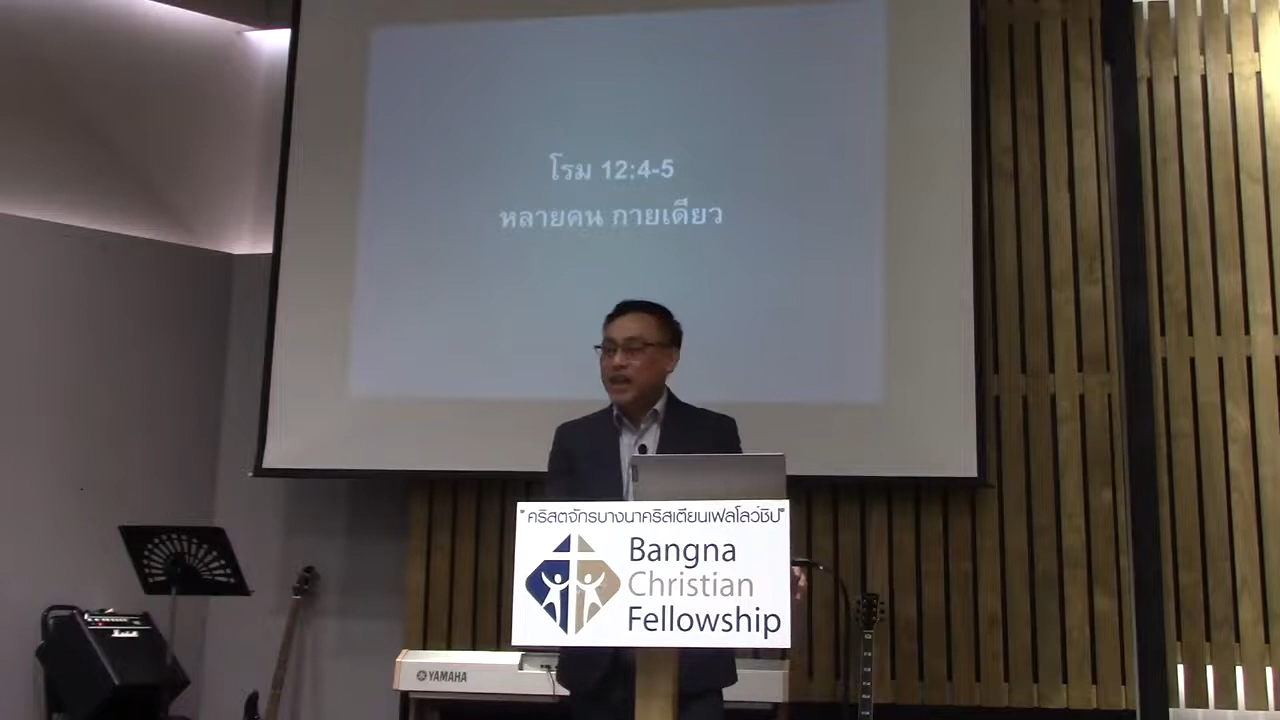 โรม 12:4-5
หลายคน กายเดียว
"คริสตจักรบางนาคริสเตียนเฟลโลว์ชิป"
Bangna
Christian
Fellowship
YAMAHA
Marshall